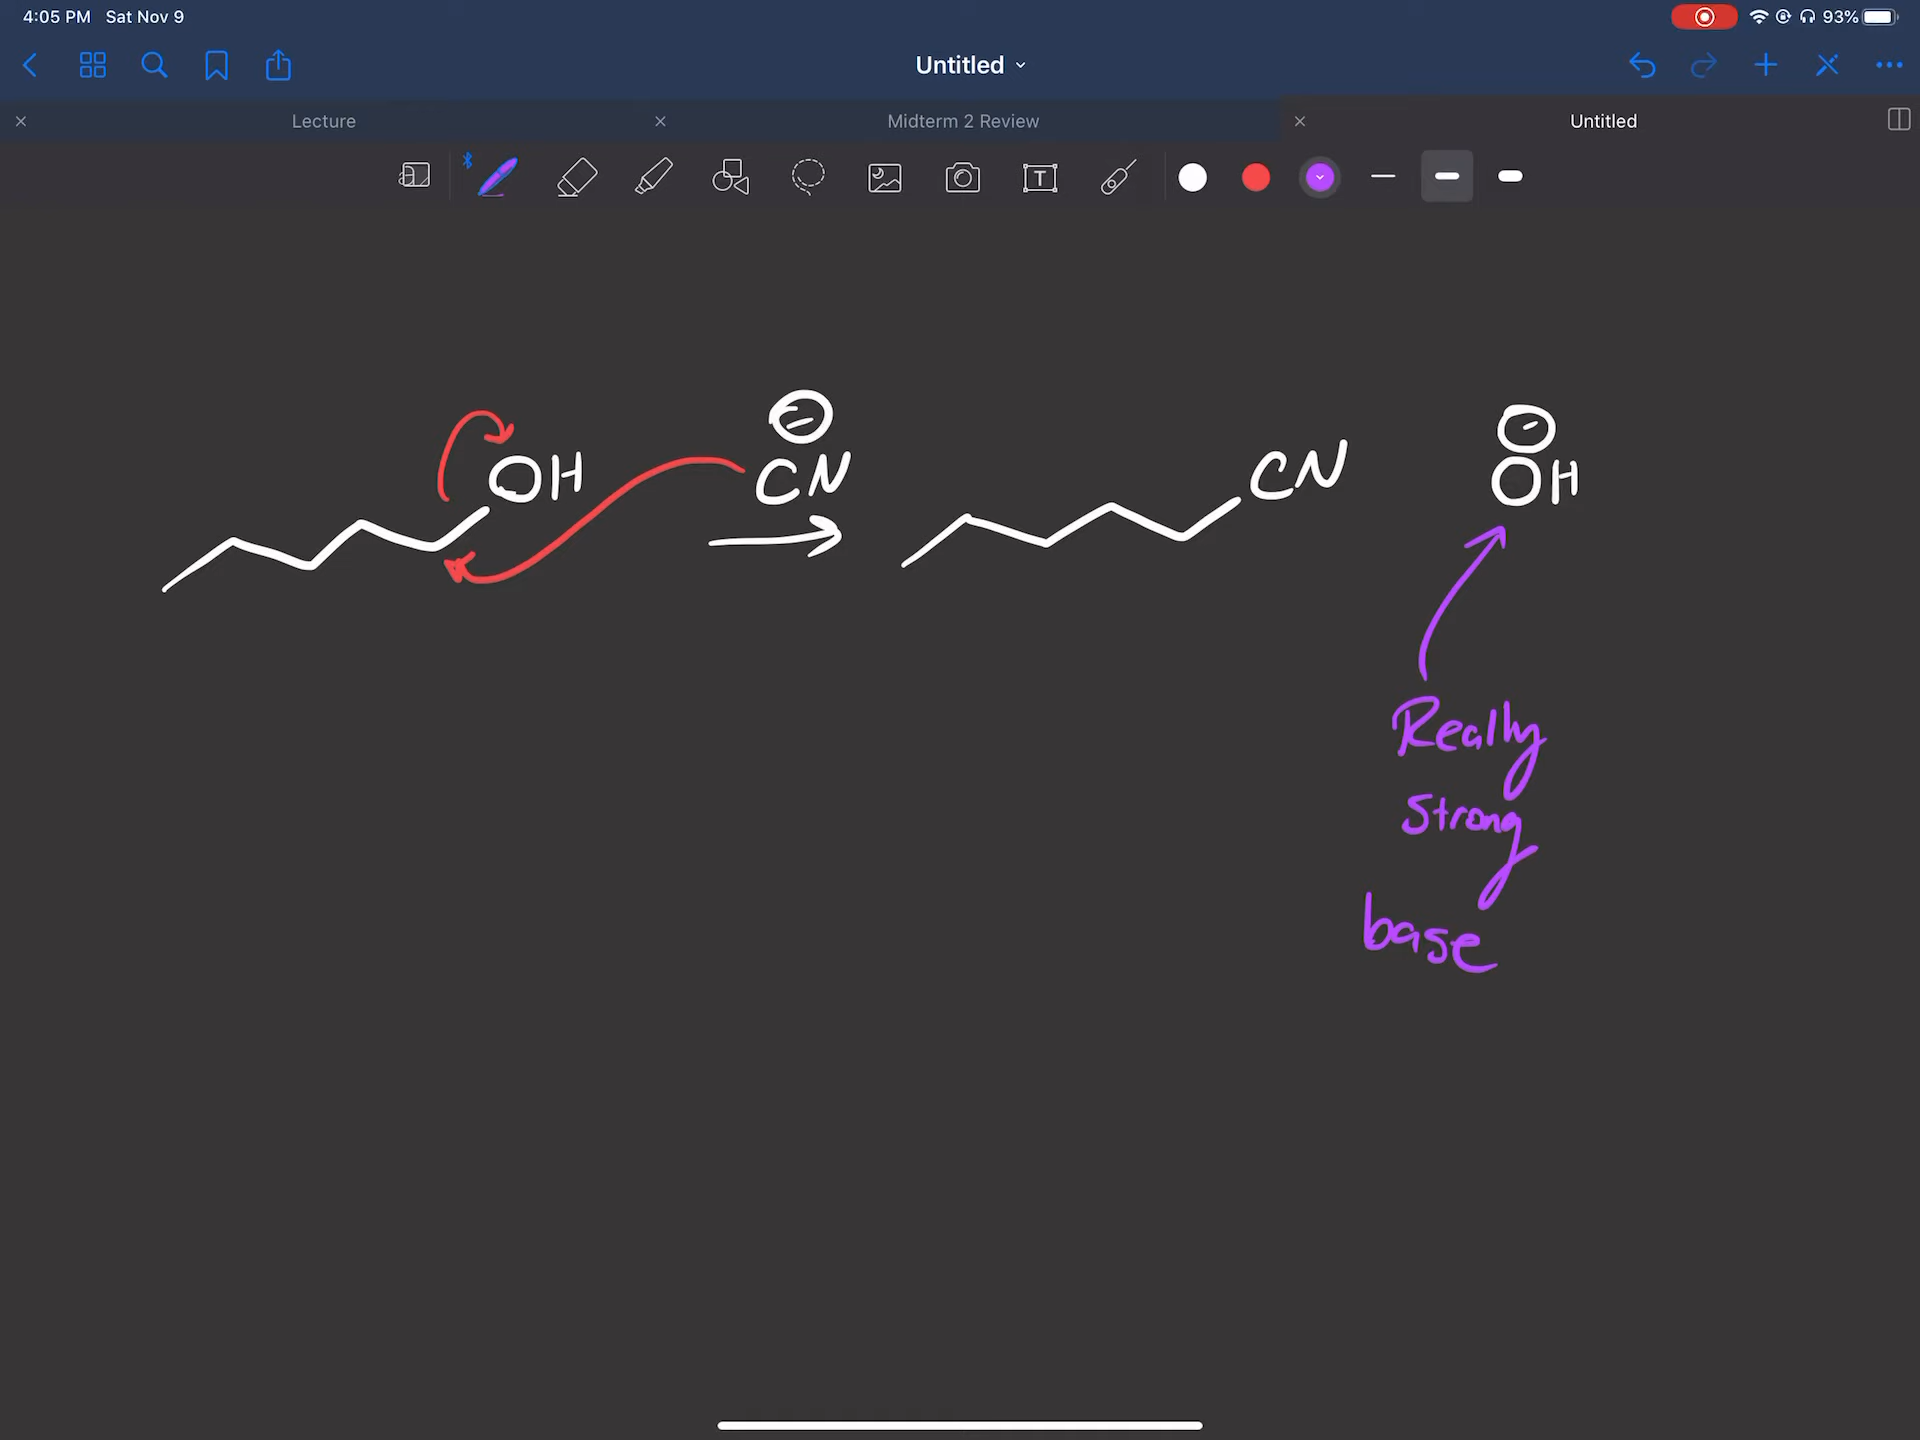 4:05 PM Sat Nov 9 93%
Untitled
Lecture Midterm 2 Review Untitled
T
⊖ ⊖
OH CN CN OH
Really
strong
base